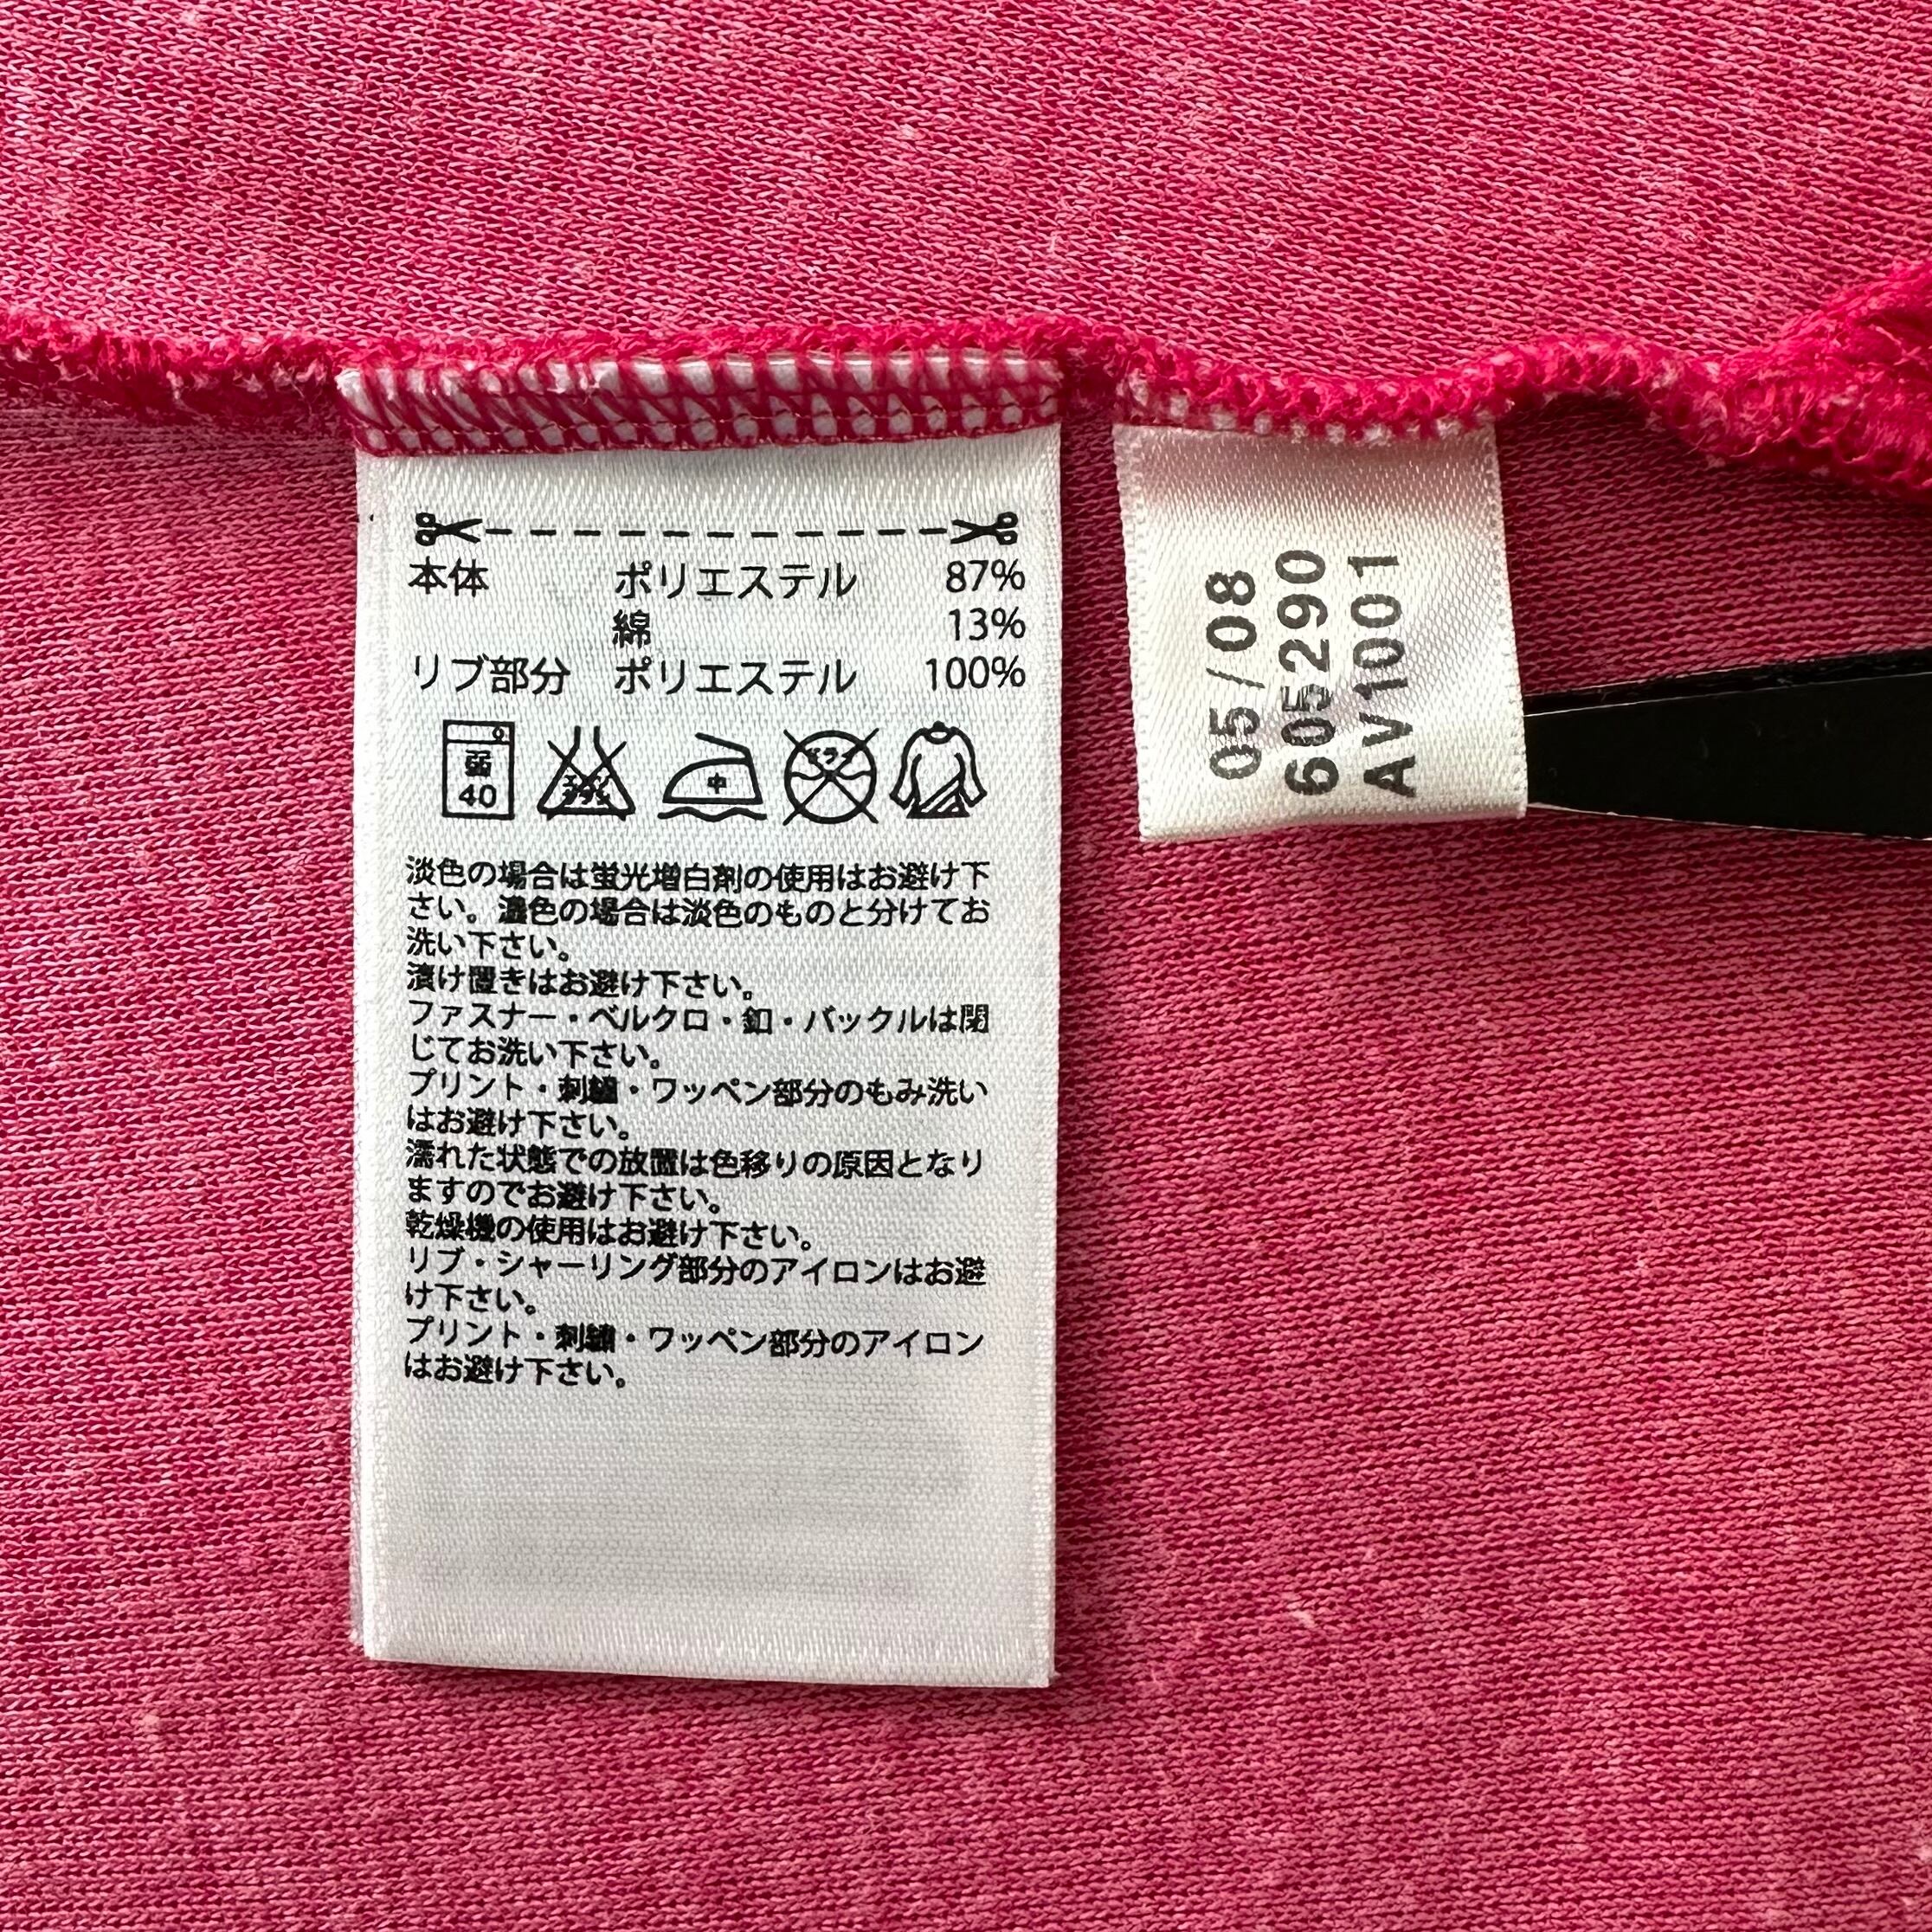 本体 ポリエステル 87%
綿 13%
リブ部分 ポリエステル 100%
弱
40
エンソ
サラシ
中
ドライ
淡色の場合は蛍光増白剤の使用はお避け下
さい。濃色の場合は淡色のものと分けてお
洗い下さい。
漬け置きはお避け下さい。
ファスナー・ベルクロ・釦・バックルは閉
じてお洗い下さい。
プリント・刺繍・ワッペン部分のもみ洗い
はお避け下さい。
濡れた状態での放置は色移りの原因となり
ますのでお避け下さい。
乾燥機の使用はお避け下さい。
リブ・シャーリング部分のアイロンはお避
け下さい。
プリント・刺繍・ワッペン部分のアイロン
はお避け下さい。
05/08
605290
AV1001